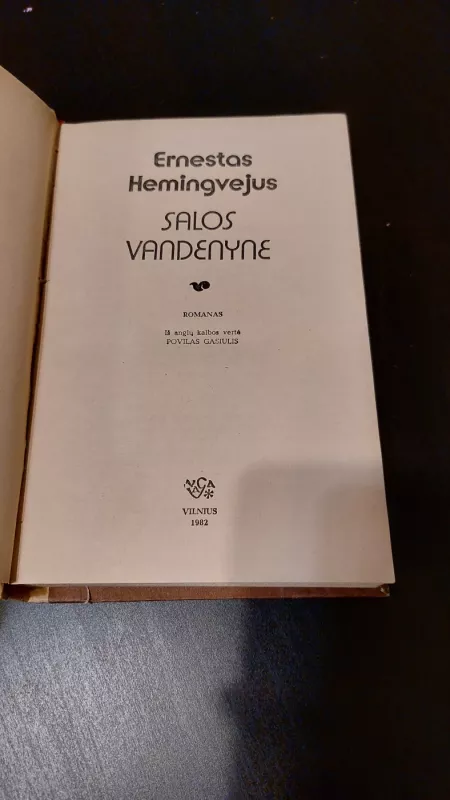 Ernestas
Hemingvejus
SALOS
VANDENYNE
ROMANAS
Iš anglų kalbos vertė
POVILAS GASIULIS
VAGA
VILNIUS
1982